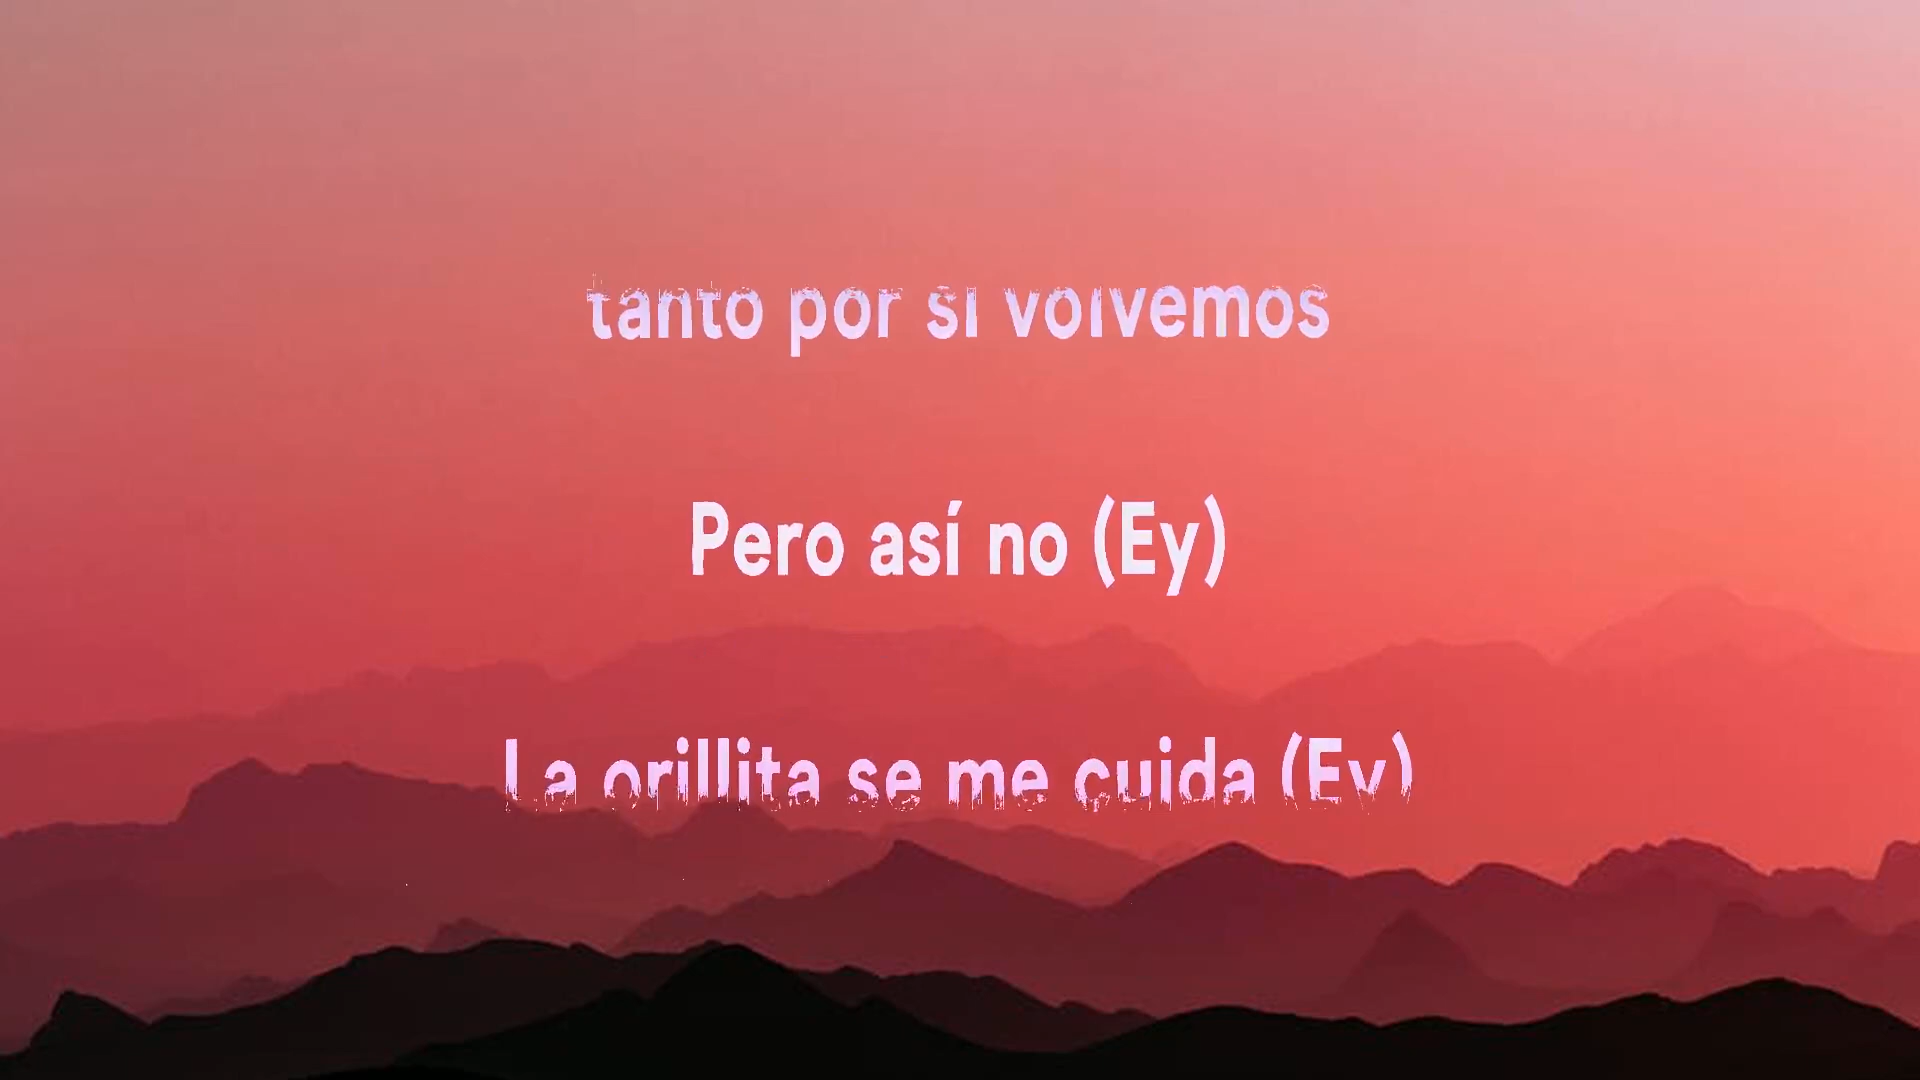 tanto por si volvemos
Pero así no (Ey)
La orillita se me cuida (Ey)